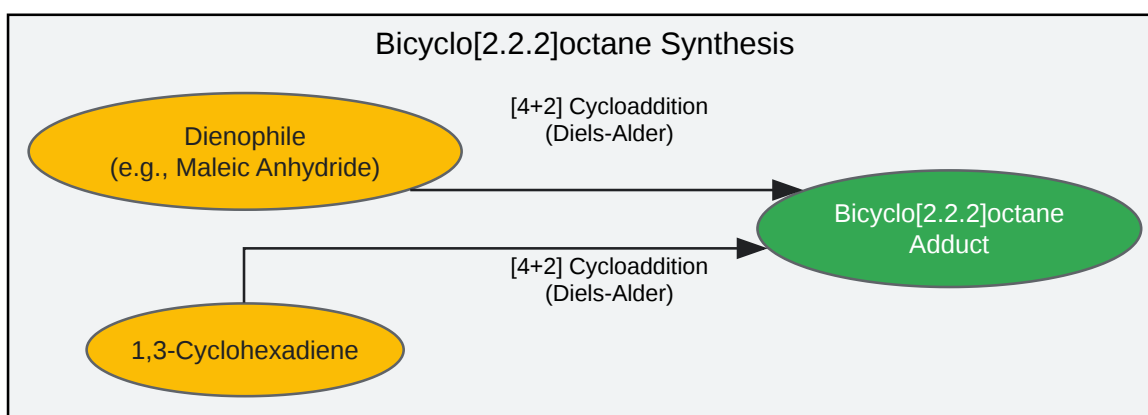 Bicyclo[2.2.2]octane Synthesis
Dienophile
(e.g., Maleic Anhydride)
[4+2] Cycloaddition
(Diels-Alder)
Bicyclo[2.2.2]octane
Adduct
[4+2] Cycloaddition
(Diels-Alder)
1,3-Cyclohexadiene